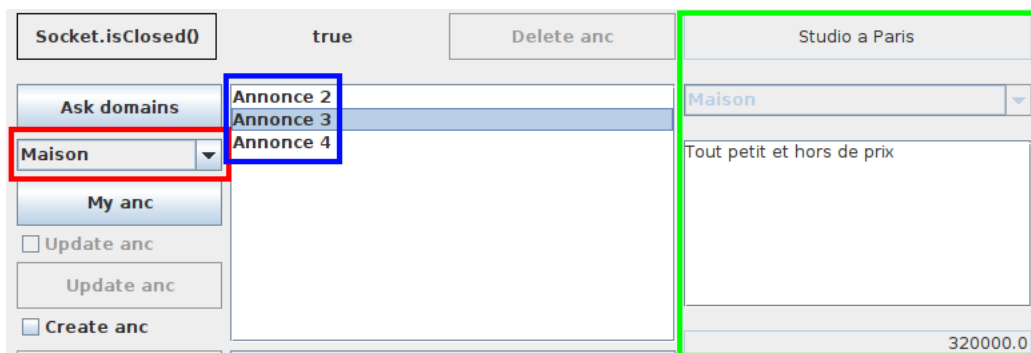 Socket.isClosed()
true
Delete anc
Studio a Paris
Ask domains
Annonce 2
Annonce 3
Annonce 4
Maison
Maison
Tout petit et hors de prix
My anc
Update anc
Update anc
Create anc
320000.0